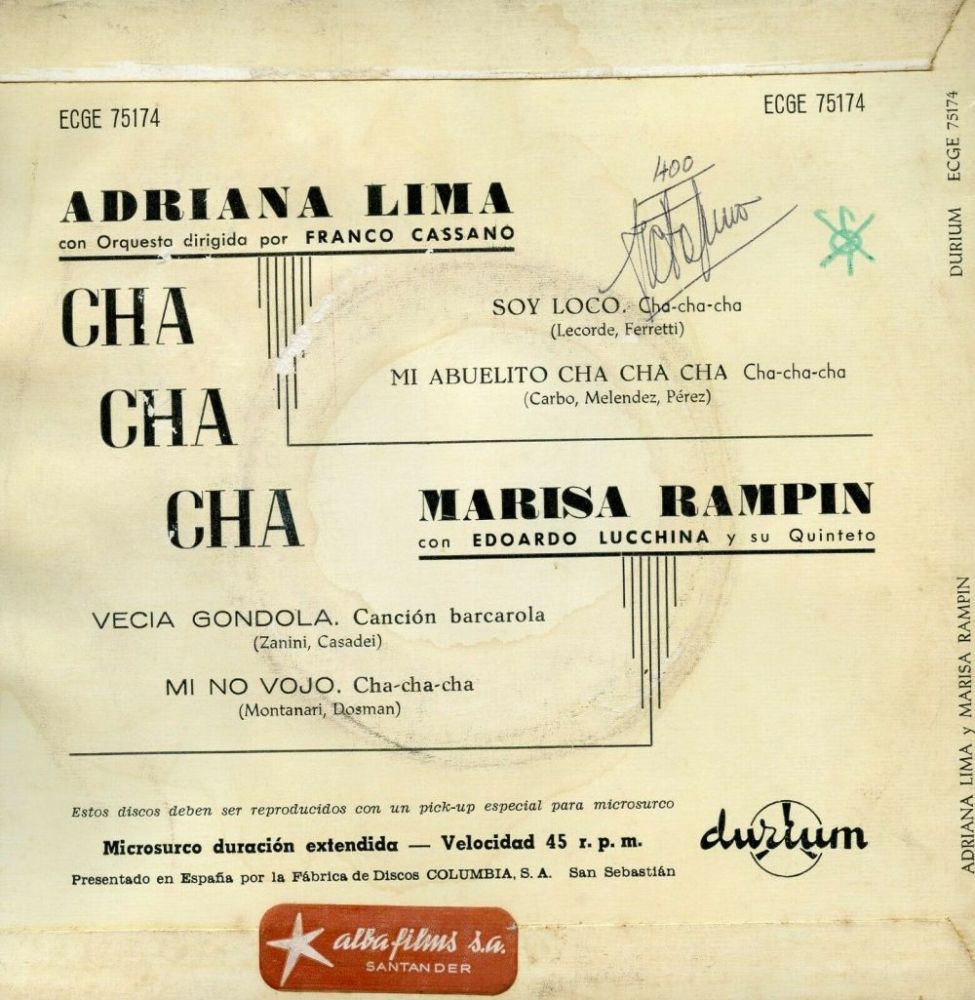 ECGE 75174
ECGE 75174
ADRIANA LIMA
con Orquesta dirigida por FRANCO CASSANO
400
CHA
CHA
CHA
SOY LOCO. Cha-cha-cha
(Lecorde, Ferretti)
MI ABUELITO CHA CHA CHA Cha-cha-cha
(Carbo, Melendez, Pérez)
MARISA RAMPIN
con EDOARDO LUCCHINA y su Quinteto
VECIA GONDOLA. Canción barcarola
(Zanini, Casadei)
MI NO VOJO. Cha-cha-cha
(Montanari, Dosman)
Estos discos deben ser reproducidos con un pick-up especial para microsurco
Microsurco duración extendida — Velocidad 45 r. p. m.
Presentado en España por la Fábrica de Discos COLUMBIA, S. A. San Sebastián
durium
alba films s.a.
SANTANDER
ADRIANA LIMA y MARISA RAMPIN
DURIUM ECGE 75174